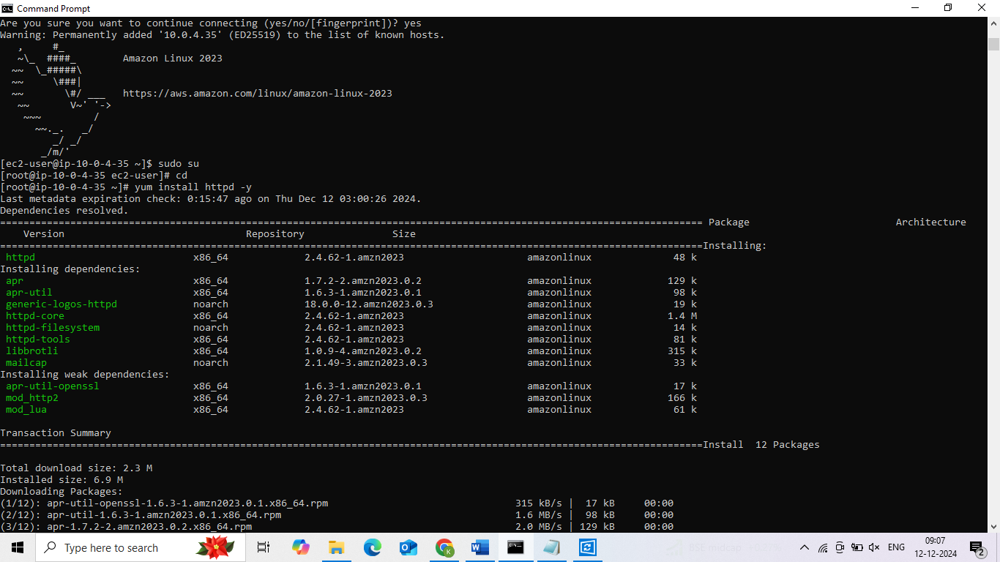 Command Prompt
Are you sure you want to continue connecting (yes/no/[fingerprint])? yes
Warning: Permanently added '10.0.4.35' (ED25519) to the list of known hosts.
   ,     #_
   ~\_  ####_        Amazon Linux 2023
  ~~  \_#####\
  ~~     \###|
  ~~       \#/ ___   https://aws.amazon.com/linux/amazon-linux-2023
   ~~       V~' '->
    ~~~         /
      ~~._.   _/
         _/ _/
       _/m/'
[ec2-user@ip-10-0-4-35 ~]$ sudo su
[root@ip-10-0-4-35 ec2-user]# cd
[root@ip-10-0-4-35 ~]# yum install httpd -y
Last metadata expiration check: 0:15:47 ago on Thu Dec 12 03:00:26 2024.
Dependencies resolved.
======================================================================================================================== Package                         Architecture
    Version                               Repository               Size
========================================================================================================================Installing:
 httpd                          x86_64             2.4.62-1.amzn2023                     amazonlinux              48 k
Installing dependencies:
 apr                            x86_64             1.7.2-2.amzn2023.0.2                  amazonlinux             129 k
 apr-util                       x86_64             1.6.3-1.amzn2023.0.1                  amazonlinux              98 k
 generic-logos-httpd            noarch             18.0.0-12.amzn2023.0.3                amazonlinux              19 k
 httpd-core                     x86_64             2.4.62-1.amzn2023                     amazonlinux             1.4 M
 httpd-filesystem               noarch             2.4.62-1.amzn2023                     amazonlinux              14 k
 httpd-tools                    x86_64             2.4.62-1.amzn2023                     amazonlinux              81 k
 libbrotli                      x86_64             1.0.9-4.amzn2023.0.2                  amazonlinux             315 k
 mailcap                        noarch             2.1.49-3.amzn2023.0.3                 amazonlinux              33 k
Installing weak dependencies:
 apr-util-openssl               x86_64             1.6.3-1.amzn2023.0.1                  amazonlinux              17 k
 mod_http2                      x86_64             2.0.27-1.amzn2023.0.3                 amazonlinux             166 k
 mod_lua                        x86_64             2.4.62-1.amzn2023                     amazonlinux              61 k
Transaction Summary
========================================================================================================================Install  12 Packages
Total download size: 2.3 M
Installed size: 6.9 M
Downloading Packages:
(1/12): apr-util-openssl-1.6.3-1.amzn2023.0.1.x86_64.rpm                                315 kB/s |  17 kB     00:00
(2/12): apr-util-1.6.3-1.amzn2023.0.1.x86_64.rpm                                        1.6 MB/s |  98 kB     00:00
(3/12): apr-1.7.2-2.amzn2023.0.2.x86_64.rpm                                             2.0 MB/s | 129 kB     00:00
Type here to search
BSE midcap +0.27%
ENG
09:07
12-12-2024
2